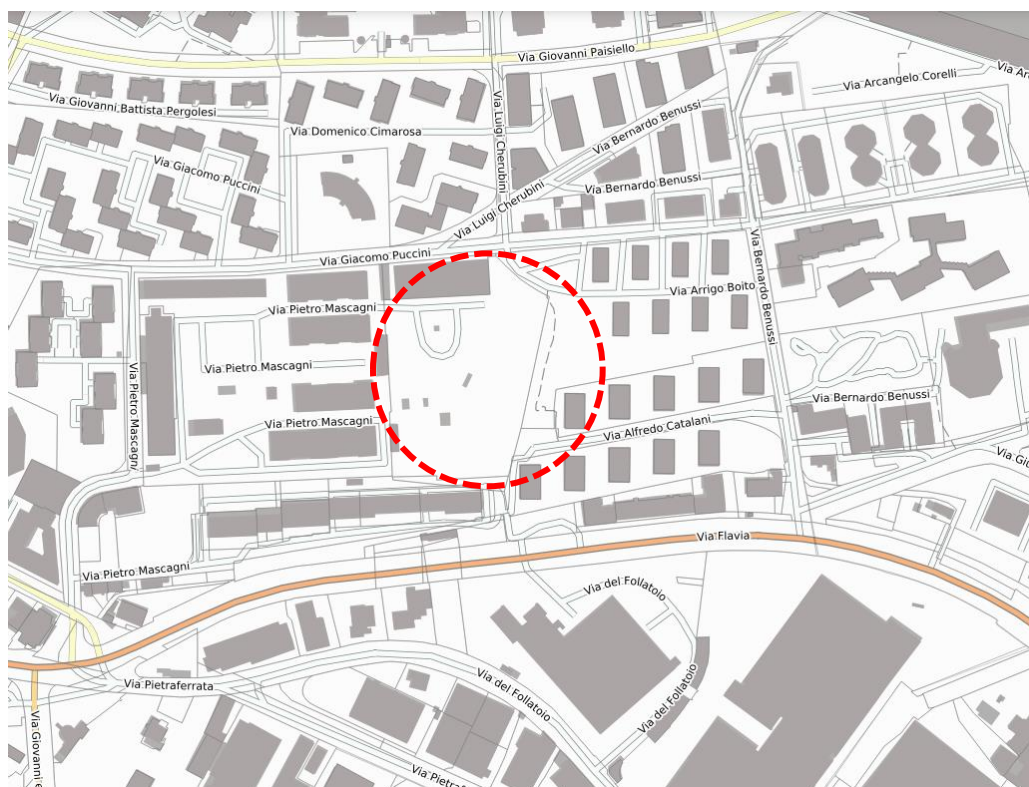 Via Giovanni Paisiello
Via Arcangelo Corelli
Via Giovanni Battista Pergolesi
Via Luigi Cherubini
Via Domenico Cimarosa
Via Bernardo Benussi
Via Giacomo Puccini
Via Bernardo Benussi
Via Luigi Cherubini
Via Giacomo Puccini
Via Bernardo Benussi
Via Arrigo Boito
Via Pietro Mascagni
Via Pietro Mascagni
Via Pietro Mascagni
Via Bernardo Benussi
Via Pietro Mascagni
Via Alfredo Catalani
Via Flavia
Via Pietro Mascagni
Via del Follatoio
Via Pietraferrata
Via del Follatoio
Via del Follatoio
Via Giovanni e